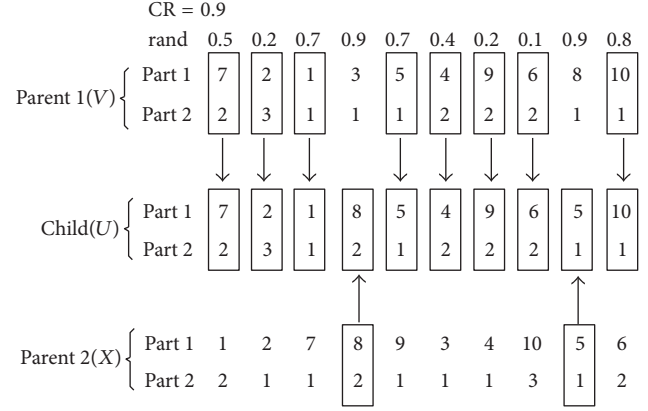 CR = 0.9
rand 0.5 0.2 0.7 0.9 0.7 0.4 0.2 0.1 0.9 0.8
Parent 1(V)
Part 1 7 2 1 3 5 4 9 6 8 10
Part 2 2 3 1 1 1 2 2 2 1 1
Child(U)
Part 1 7 2 1 8 5 4 9 6 5 10
Part 2 2 3 1 2 1 2 2 2 1 1
Parent 2(X)
Part 1 1 2 7 8 9 3 4 10 5 6
Part 2 2 1 1 2 1 1 1 3 1 2